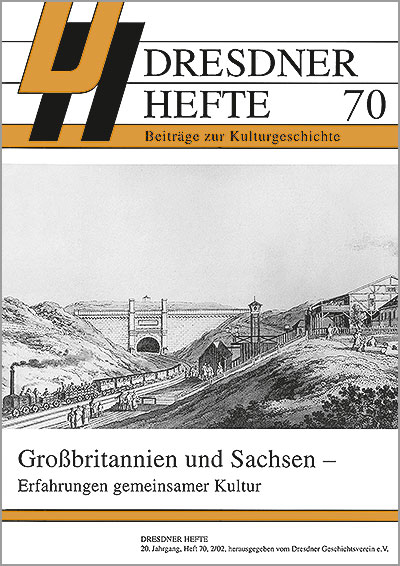 DRESDNER
HEFTE 70
Beiträge zur Kulturgeschichte
Großbritannien und Sachsen –
Erfahrungen gemeinsamer Kultur
DRESDNER HEFTE
20. Jahrgang, Heft 70, 2/02, herausgegeben vom Dresdner Geschichtsverein e.V.